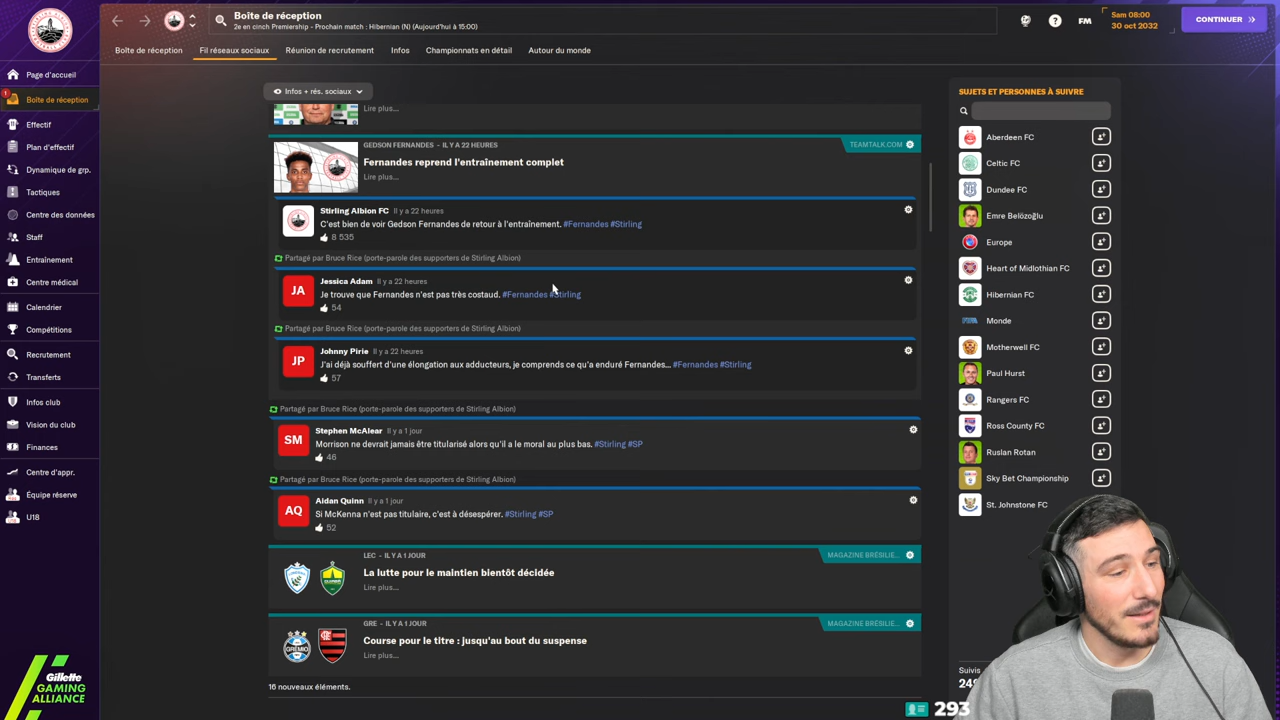 Boîte de réception
2e en cinch Premiership - Prochain match : Hibernian (N) (Aujourd'hui à 15:00)
FM
Sam 08:00
30 oct 2032
CONTINUER
Boîte de réception
Fil réseaux sociaux
Réunion de recrutement
Infos
Championnats en détail
Autour du monde
Page d'accueil
1
Boîte de réception
Effectif
Plan d'effectif
Dynamique de grp.
Tactiques
Centre des données
Staff
Entraînement
Centre médical
Calendrier
Compétitions
Recrutement
Transferts
Infos club
Vision du club
Finances
Centre d'appr.
Équipe réserve
U18
Gillette
GAMING
ALLIANCE
Infos + rés. sociaux
Lire plus...
GEDSON FERNANDES - IL Y A 22 HEURES
TEAMTALK.COM
Fernandes reprend l'entraînement complet
Lire plus...
Stirling Albion FC Il y a 22 heures
C'est bien de voir Gedson Fernandes de retour à l'entraînement. #Fernandes #Stirling
8 535
Partagé par Bruce Rice (porte-parole des supporters de Stirling Albion)
JA
Jessica Adam Il y a 22 heures
Je trouve que Fernandes n'est pas très costaud. #Fernandes #Stirling
54
Partagé par Bruce Rice (porte-parole des supporters de Stirling Albion)
JP
Johnny Pirie Il y a 22 heures
J'ai déjà souffert d'une élongation aux adducteurs, je comprends ce qu'a enduré Fernandes... #Fernandes #Stirling
57
Partagé par Bruce Rice (porte-parole des supporters de Stirling Albion)
SM
Stephen McAlear Il y a 1 jour
Morrison ne devrait jamais être titularisé alors qu'il a le moral au plus bas. #Stirling #SP
46
Partagé par Bruce Rice (porte-parole des supporters de Stirling Albion)
AQ
Aidan Quinn Il y a 1 jour
Si McKenna n'est pas titulaire, c'est à désespérer. #Stirling #SP
52
LEC - IL Y A 1 JOUR
MAGAZINE BRÉSILIE...
La lutte pour le maintien bientôt décidée
Lire plus...
GRE - IL Y A 1 JOUR
MAGAZINE BRÉSILIE...
Course pour le titre : jusqu'au bout du suspense
Lire plus...
16 nouveaux éléments.
SUJETS ET PERSONNES À SUIVRE
Aberdeen FC
Celtic FC
Dundee FC
Emre Belözoğlu
Europe
Heart of Midlothian FC
Hibernian FC
Monde
Motherwell FC
Paul Hurst
Rangers FC
Ross County FC
Ruslan Rotan
Sky Bet Championship
St. Johnstone FC
Suivis
293